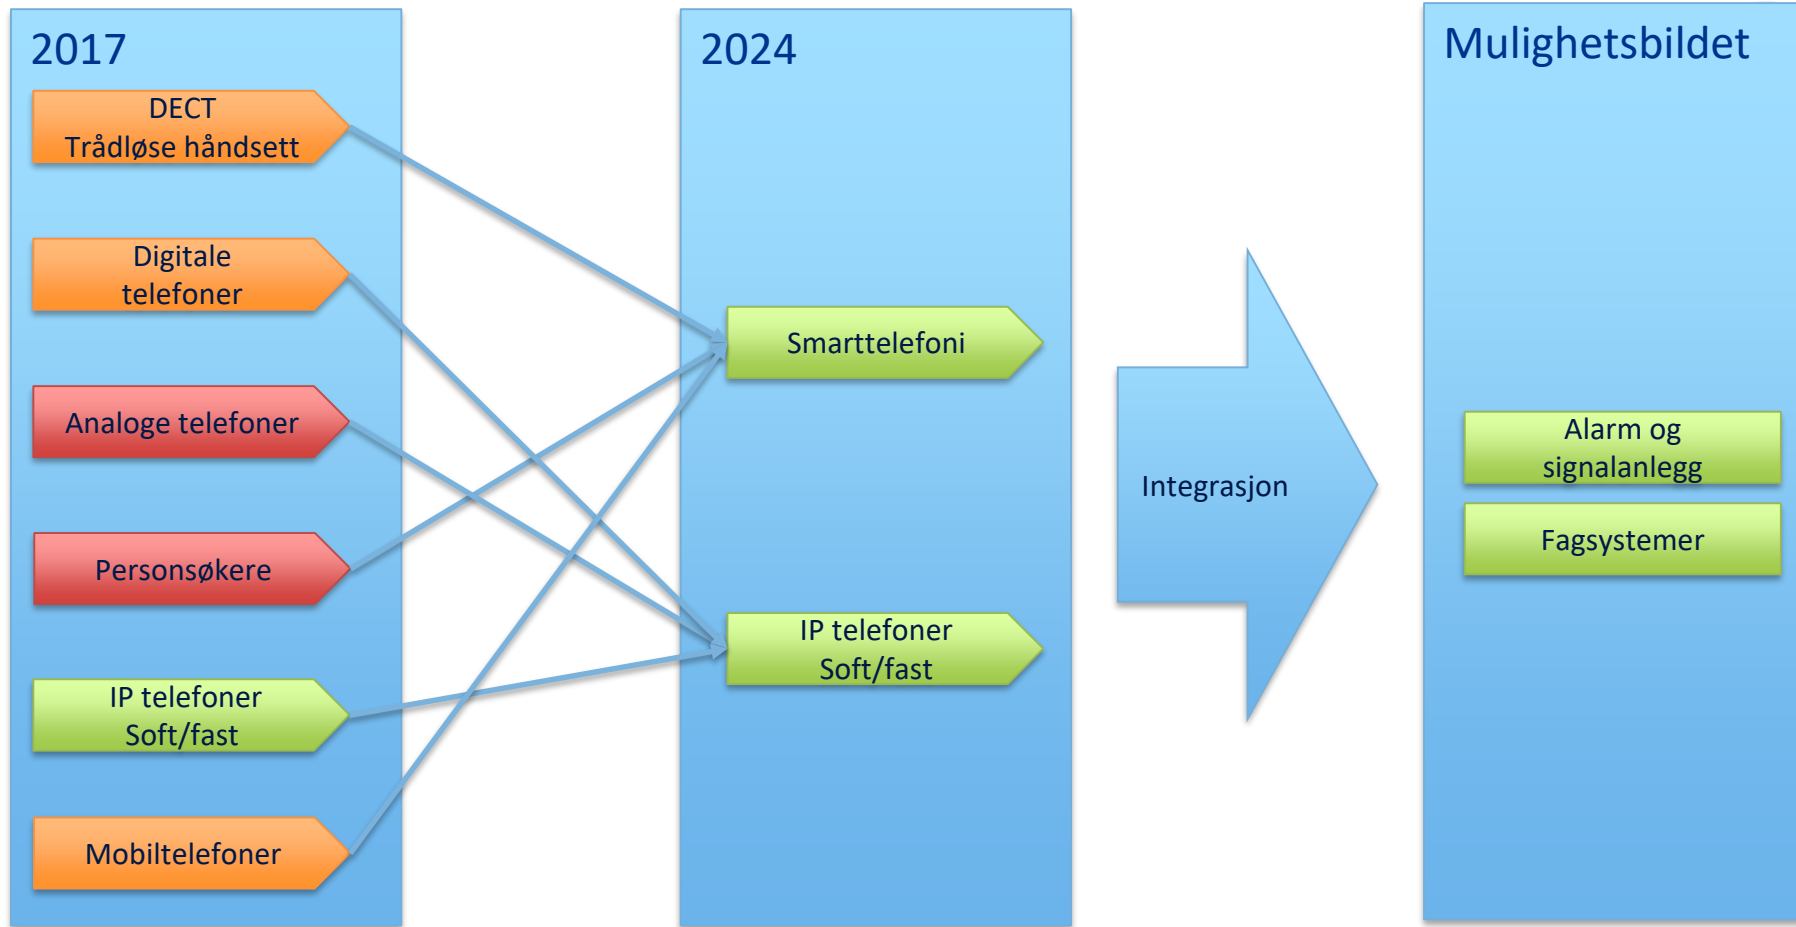 2017
DECT
Trådløse håndsett
Digitale
telefoner
Analoge telefoner
Personsøkere
IP telefoner
Soft/fast
Mobiltelefoner
2024
Smarttelefoni
IP telefoner
Soft/fast
Integrasjon
Mulighetsbildet
Alarm og
signalanlegg
Fagsystemer